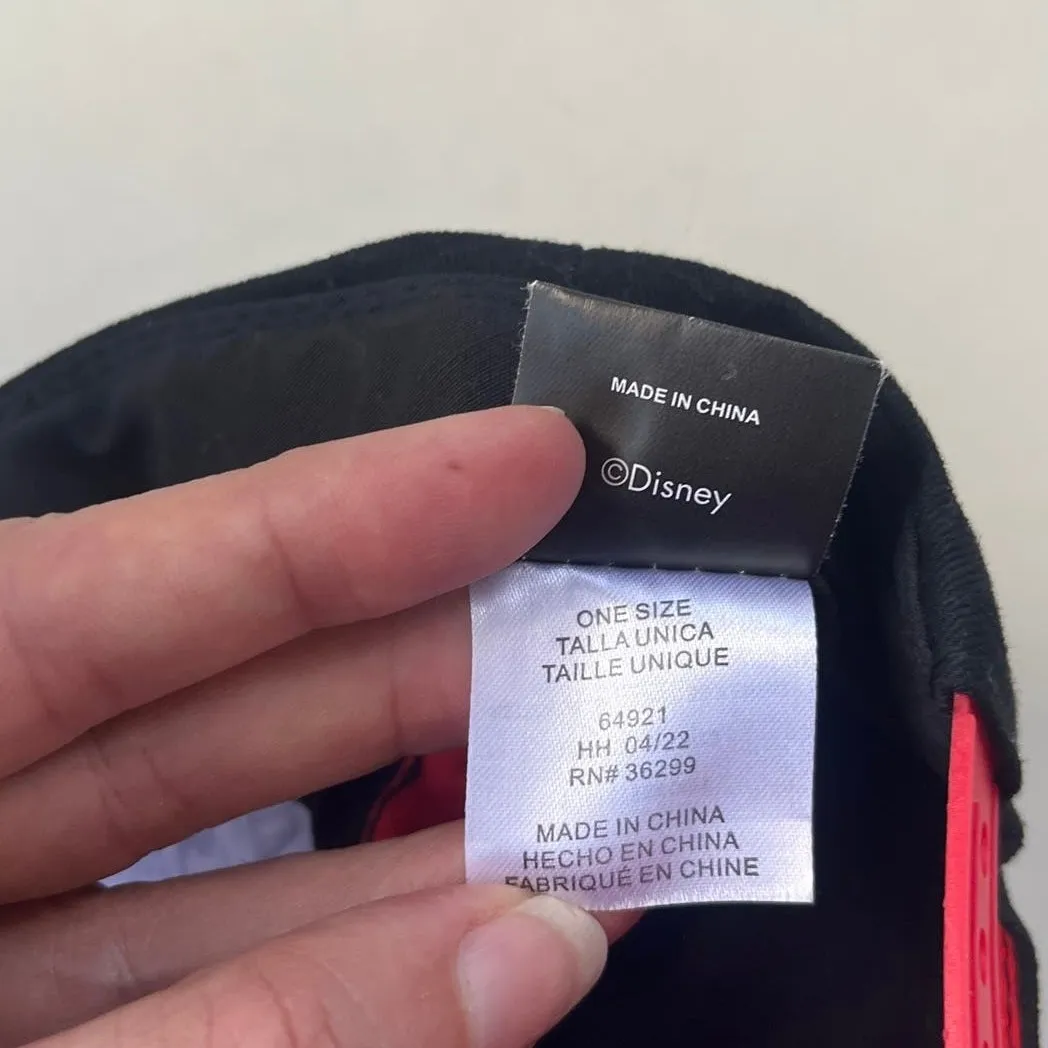 MADE IN CHINA
©Disney
ONE SIZE
TALLA UNICA
TAILLE UNIQUE
64921
HH 04/22
RN# 36299
MADE IN CHINA
HECHO EN CHINA
FABRIQUÉ EN CHINE